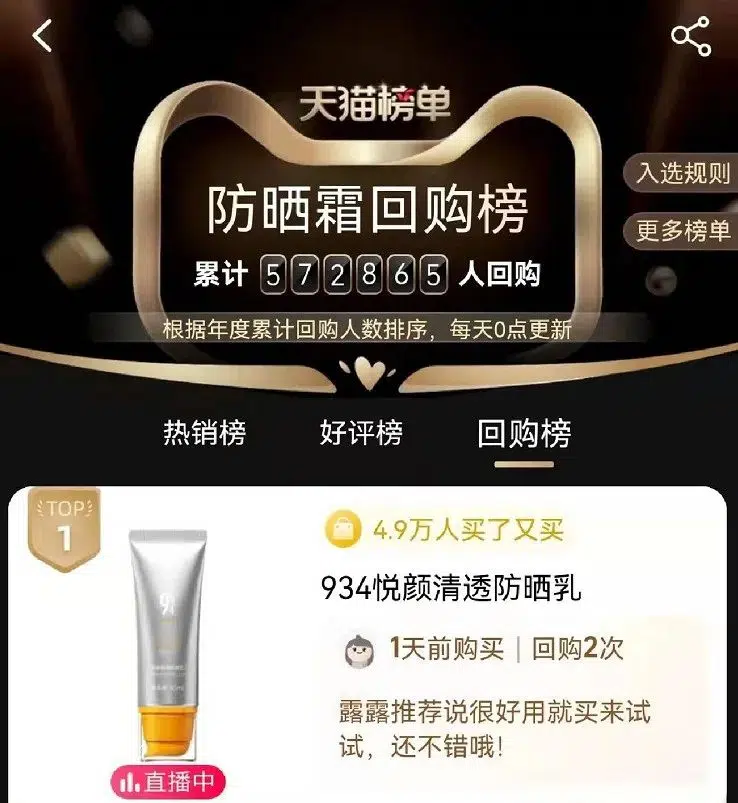 天猫榜单
入选规则
防晒霜回购榜
更多榜单
累计 572865 人回购
根据年度累计回购人数排序，每天0点更新
热销榜 好评榜 回购榜
TOP
1
4.9万人买了又买
934悦颜清透防晒乳
1天前购买 | 回购2次
露露推荐说很好用就买来试
试，还不错哦！
直播中